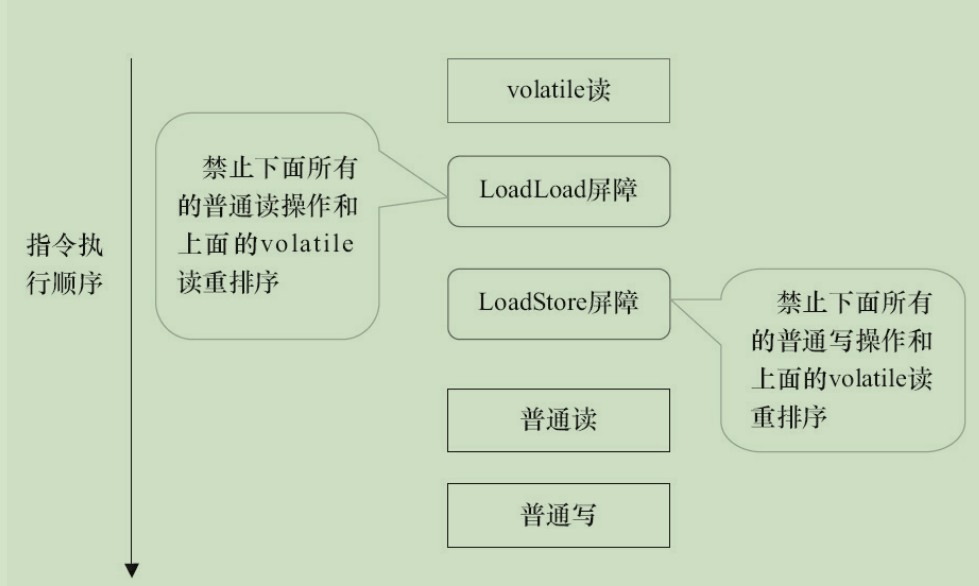 volatile读
禁止下面所有
的普通读操作和
上面的volatile
读重排序
LoadLoad屏障
指令执
行顺序
LoadStore屏障
禁止下面所有
的普通写操作和
上面的volatile读
重排序
普通读
普通写